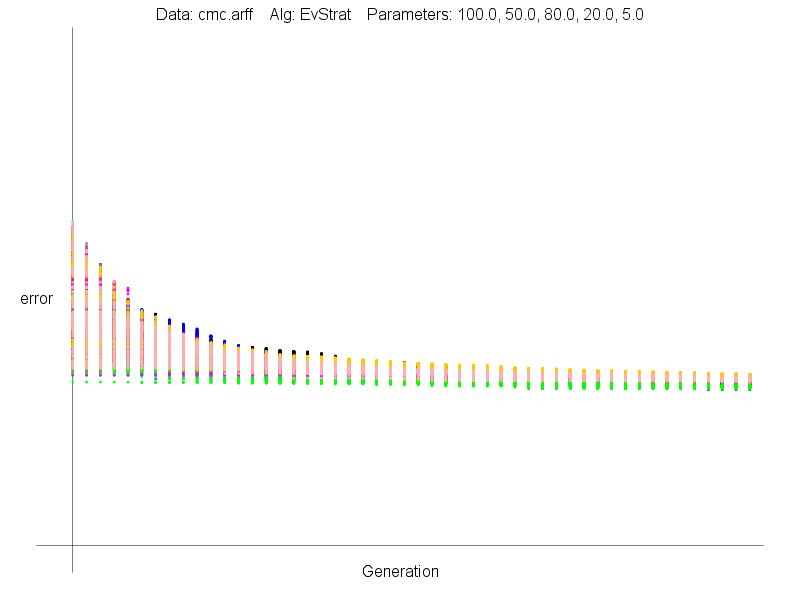 Data: cmc.arff Alg: EvStrat Parameters: 100.0, 50.0, 80.0, 20.0, 5.0
error
Generation